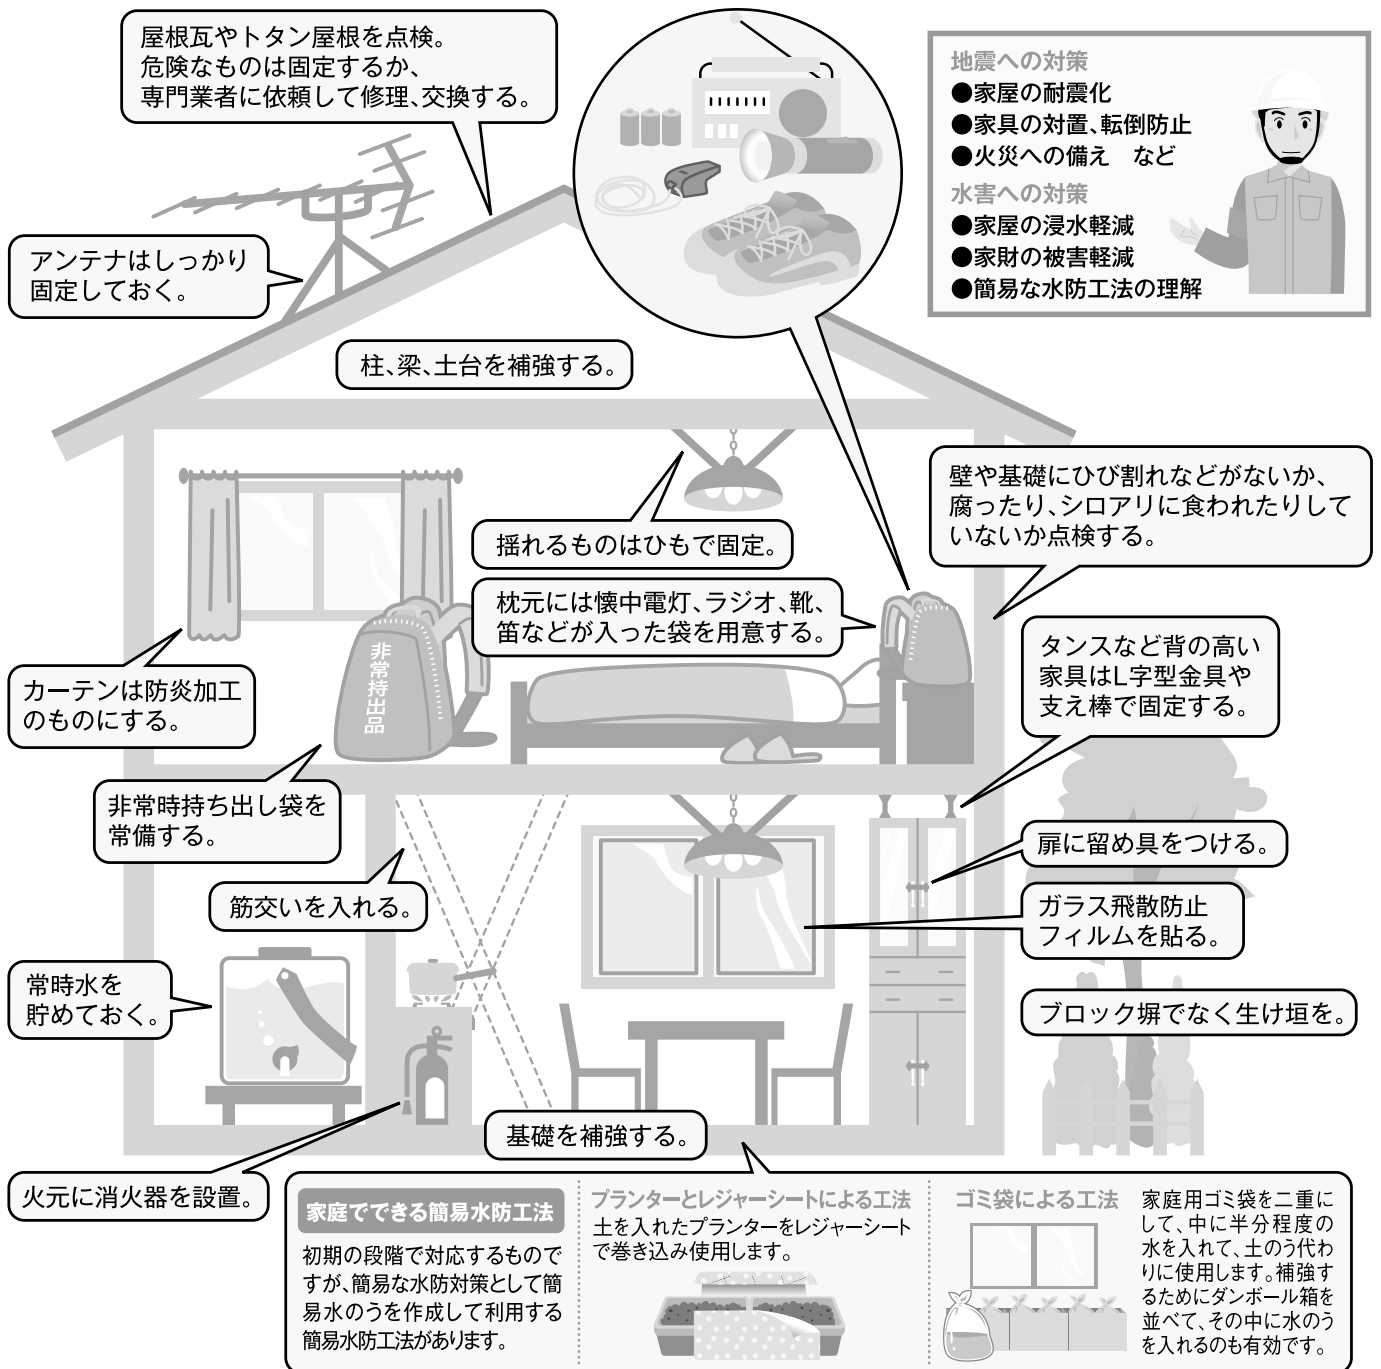 屋根瓦やトタン屋根を点検。
危険なものは固定するか、
専門業者に依頼して修理、交換する。
地震への対策
●家屋の耐震化
●家具の対置、転倒防止
●火災への備え　など
水害への対策
●家屋の浸水軽減
●家財の被害軽減
●簡易な水防工法の理解
アンテナはしっかり
固定しておく。
柱、梁、土台を補強する。
壁や基礎にひび割れなどがないか、
腐ったり、シロアリに食われたりして
いないか点検する。
揺れるものはひもで固定。
枕元には懐中電灯、ラジオ、靴、
笛などが入った袋を用意する。
非常持出品
カーテンは防炎加工
のものにする。
タンスなど背の高い
家具はL字型金具や
支え棒で固定する。
非常時持ち出し袋を
常備する。
扉に留め具をつける。
筋交いを入れる。
ガラス飛散防止
フィルムを貼る。
常時水を
貯めておく。
ブロック塀でなく生け垣を。
基礎を補強する。
火元に消火器を設置。
家庭でできる簡易水防工法
初期の段階で対応するもので
すが、簡易な水防対策として簡
易水のうを作成して利用する
簡易水防工法があります。
プランターとレジャーシートによる工法
土を入れたプランターをレジャーシート
で巻き込み使用します。
ゴミ袋による工法
家庭用ゴミ袋を二重に
して、中に半分程度の
水を入れて、土のう代わ
りに使用します。補強す
るためにダンボール箱を
並べて、その中に水のう
を入れるのも有効です。